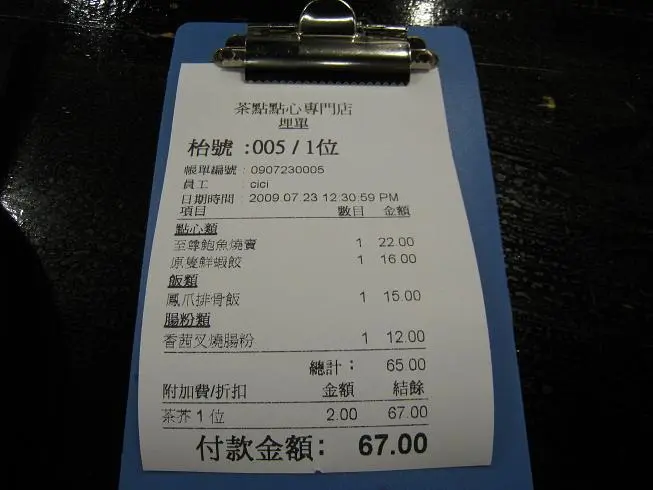 茶點點心專門店
埋單
枱號 :005 / 1位
帳單編號 : 0907230005
員工 : cici
日期時間 : 2009.07.23 12:30:59 PM
項目 數目 金額
點心類
至尊鮑魚燒賣 1 22.00
原隻鮮蝦餃 1 16.00
飯類
鳳爪排骨飯 1 15.00
腸粉類
香茜叉燒腸粉 1 12.00
總計： 65.00
附加費/折扣 金額 結餘
茶芥 1 位 2.00 67.00
付款金額： 67.00